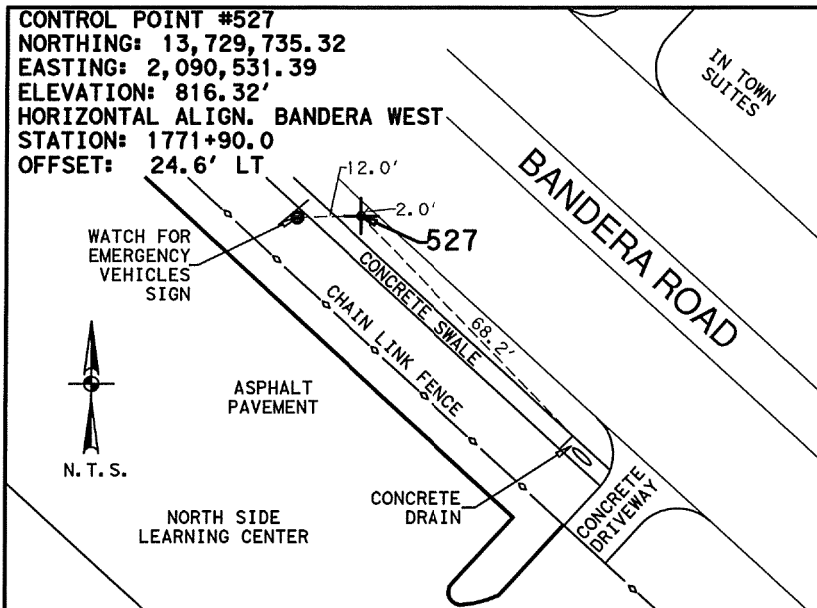 CONTROL POINT #527
NORTHING: 13,729,735.32
EASTING: 2,090,531.39
ELEVATION: 816.32'
HORIZONTAL ALIGN. BANDERA WEST
STATION: 1771+90.0
OFFSET: 24.6' LT
IN TOWN
SUITES
BANDERA ROAD
12.0'
2.0'
527
WATCH FOR
EMERGENCY
VEHICLES
SIGN
CONCRETE SWALE
68.2'
CHAIN LINK FENCE
ASPHALT
PAVEMENT
N.T.S.
NORTH SIDE
LEARNING CENTER
CONCRETE
DRAIN
CONCRETE
DRIVEWAY